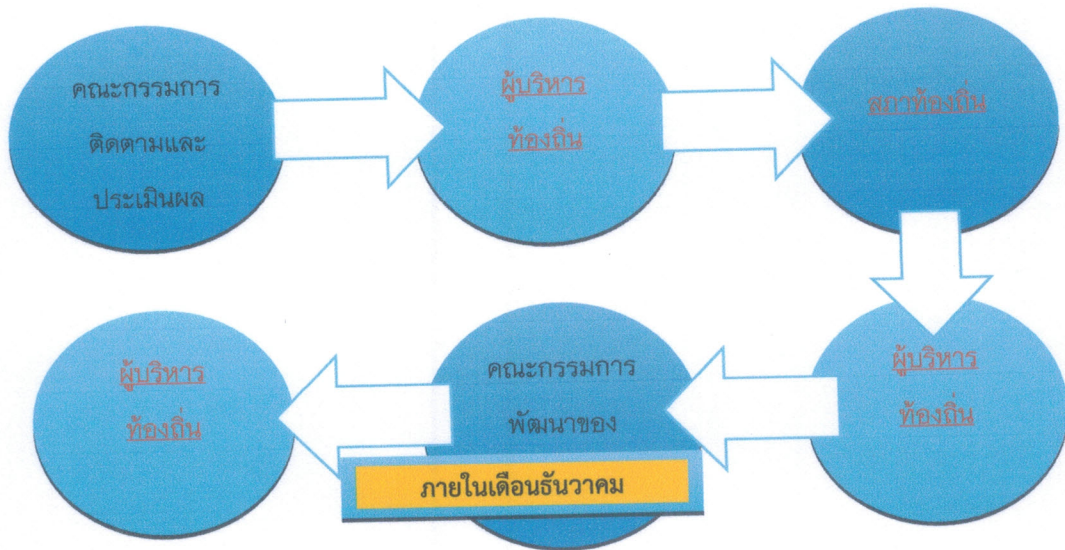 คณะกรรมการ
ติดตามและ
ประเมินผล
ผู้บริหาร
ท้องถิ่น
สภาท้องถิ่น
ผู้บริหาร
ท้องถิ่น
คณะกรรมการ
พัฒนาของ
ภายในเดือนธันวาคม
ผู้บริหาร
ท้องถิ่น